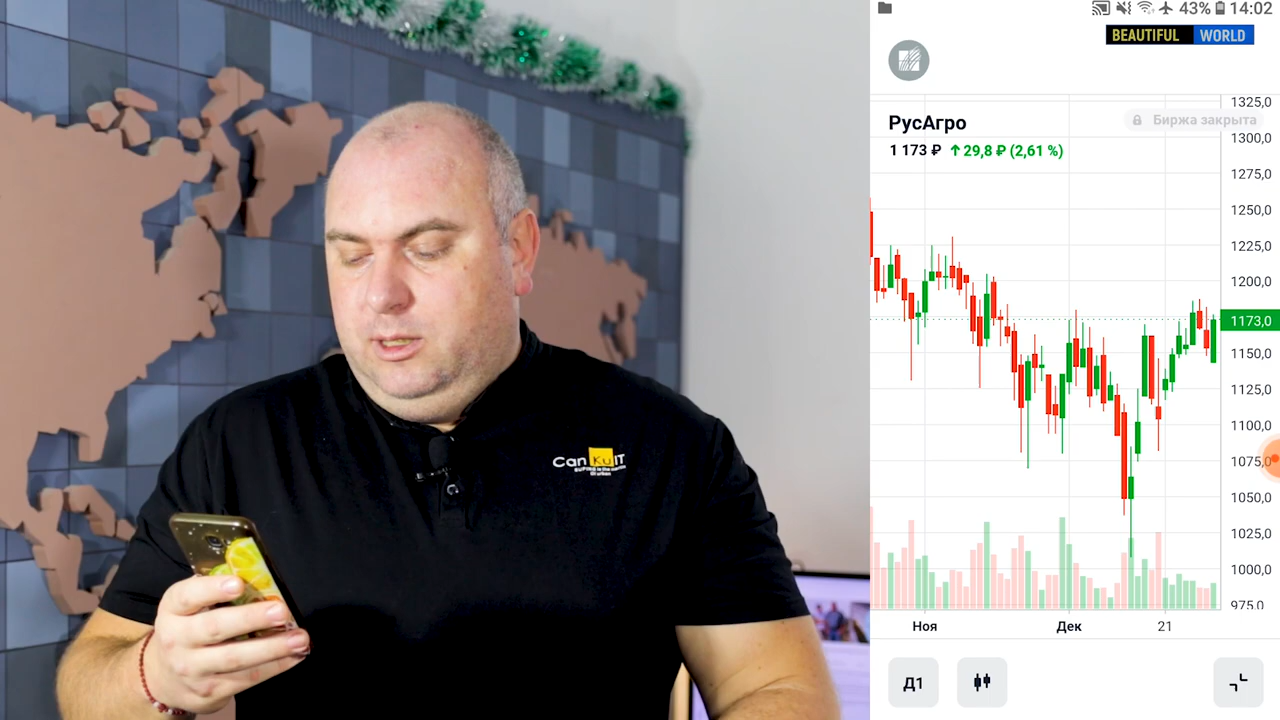 43% 14:02
BEAUTIFUL WORLD
РусАгро
Биржа закрыта
1 173 ₽ ↑29,8 ₽ (2,61 %)
1325,0
1300,0
1275,0
1250,0
1225,0
1200,0
1173,0
1150,0
1125,0
1100,0
1075,0
1050,0
1025,0
1000,0
975,0
Ноя Дек 21
Д1
Can Ku IT